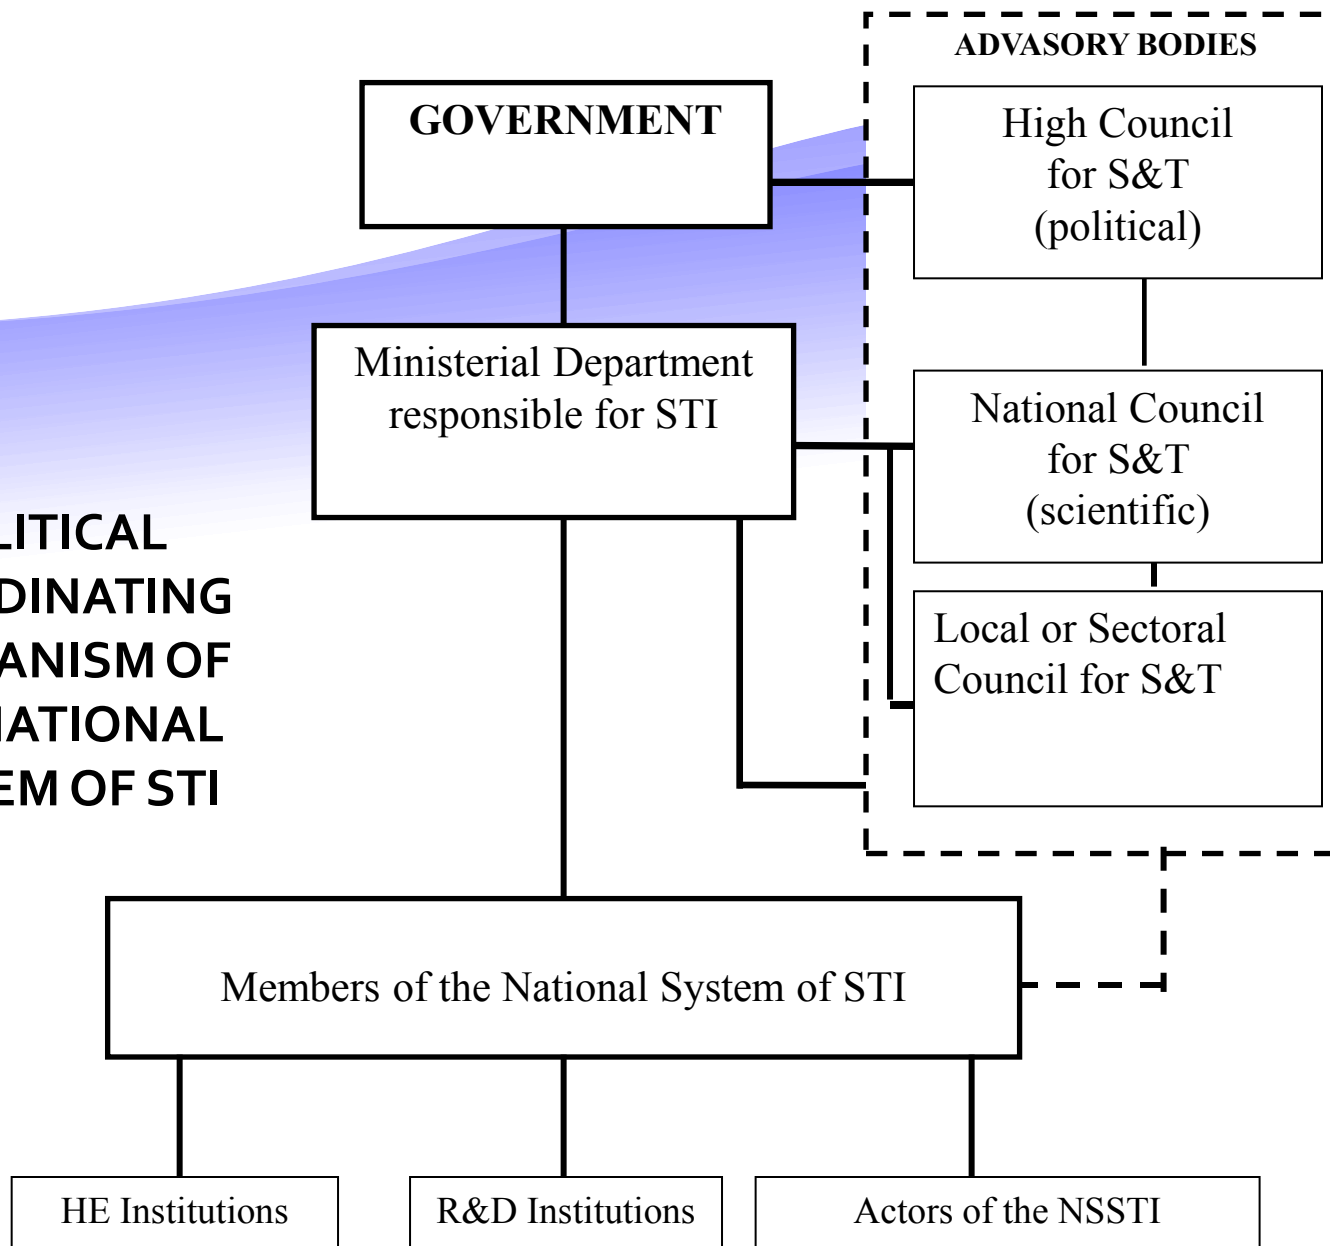 ADVASORY BODIES
GOVERNMENT
High Council
for S&T
(political)
Ministerial Department
responsible for STI
National Council
for S&T
(scientific)
LITICAL
DINATING
ANISM OF
NATIONAL
EM OF STI
Local or Sectoral
Council for S&T
Members of the National System of STI
HE Institutions
R&D Institutions
Actors of the NSSTI